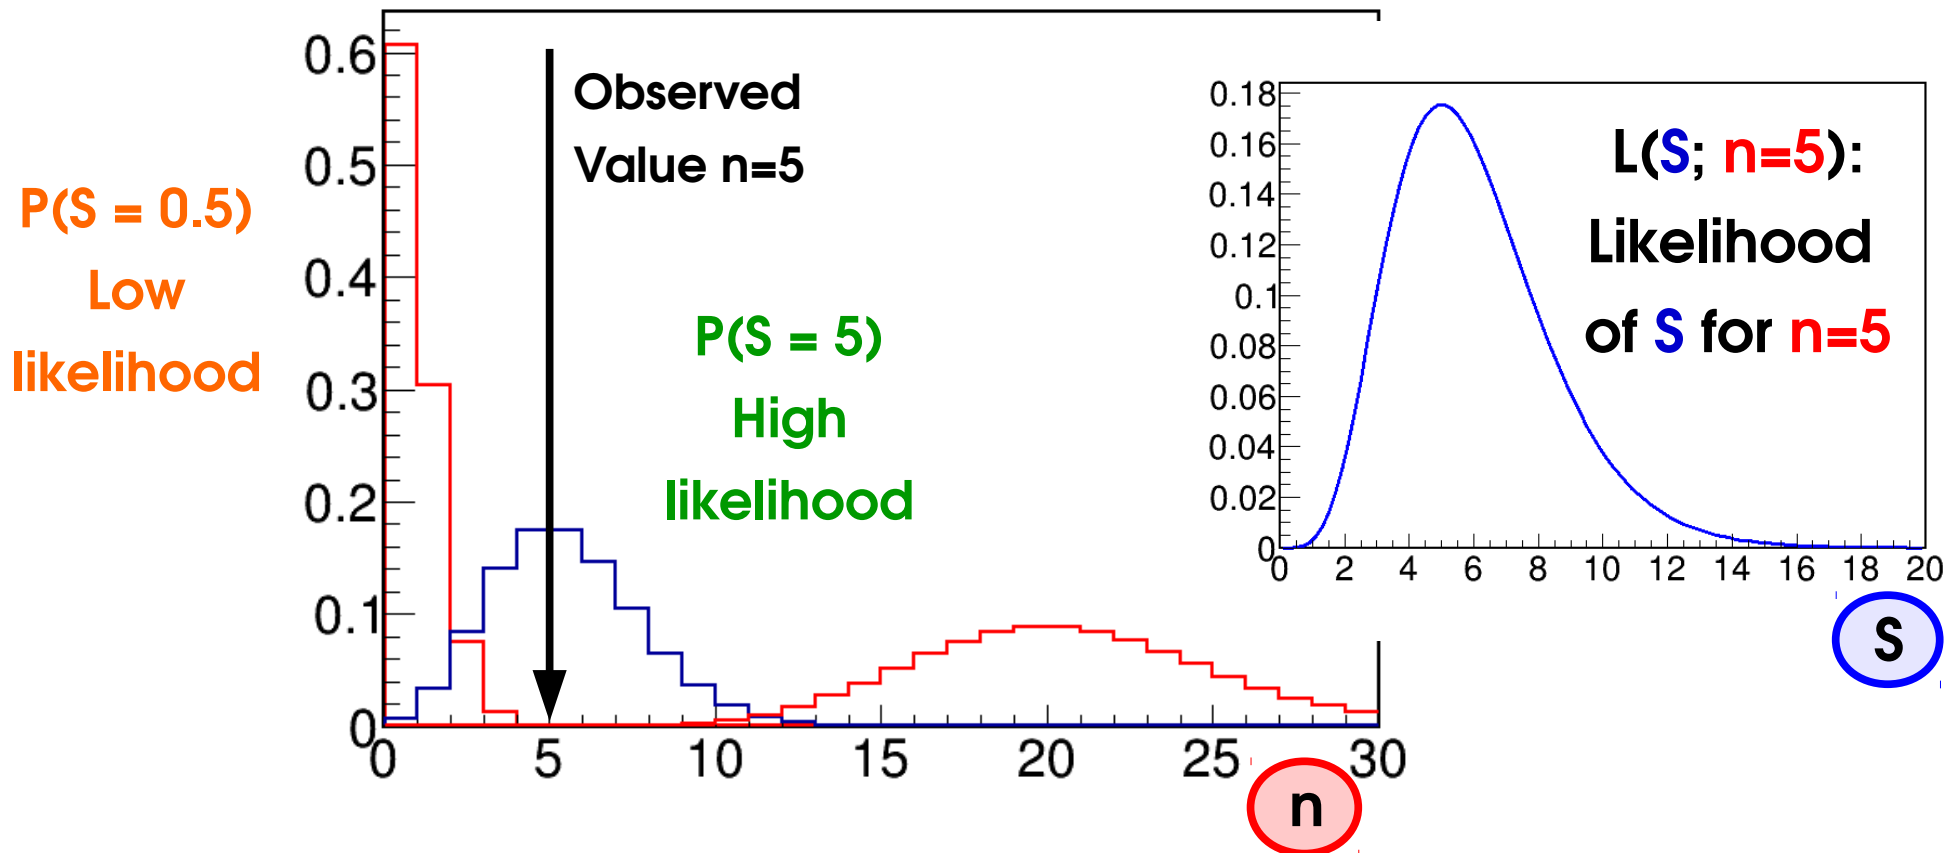 P(S = 0.5)
Low
likelihood
0.6
0.5
0.4
0.3
0.2
0.1
0
0 5 10 15 20 25 30
Observed
Value n=5
P(S = 5)
High
likelihood
n
0.18
0.16
0.14
0.12
0.1
0.08
0.06
0.04
0.02
0
0 2 4 6 8 10 12 14 16 18 20
L(S; n=5):
Likelihood
of S for n=5
S